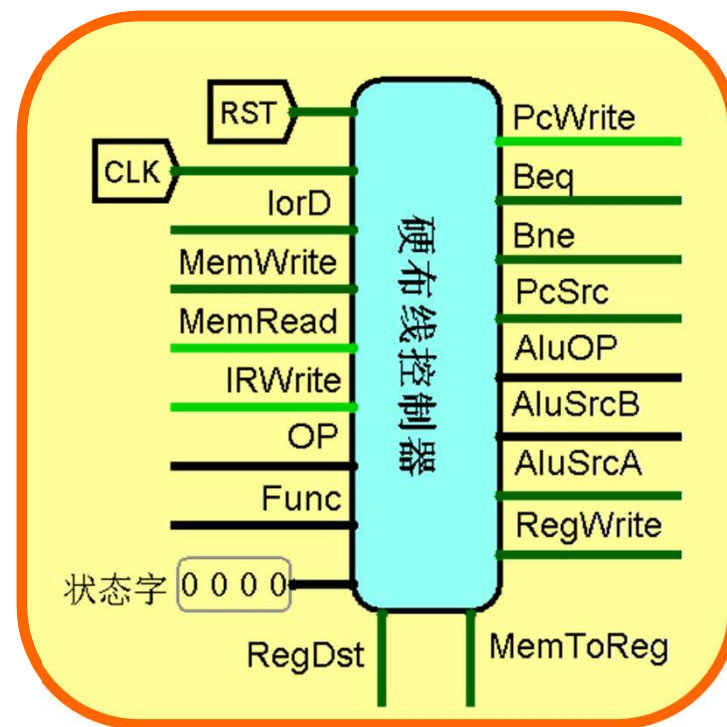 RST
CLK
IorD
MemWrite
MemRead
IRWrite
OP
Func
状态字 0 0 0 0
硬布线控制器
PcWrite
Beq
Bne
PcSrc
AluOP
AluSrcB
AluSrcA
RegWrite
RegDst
MemToReg